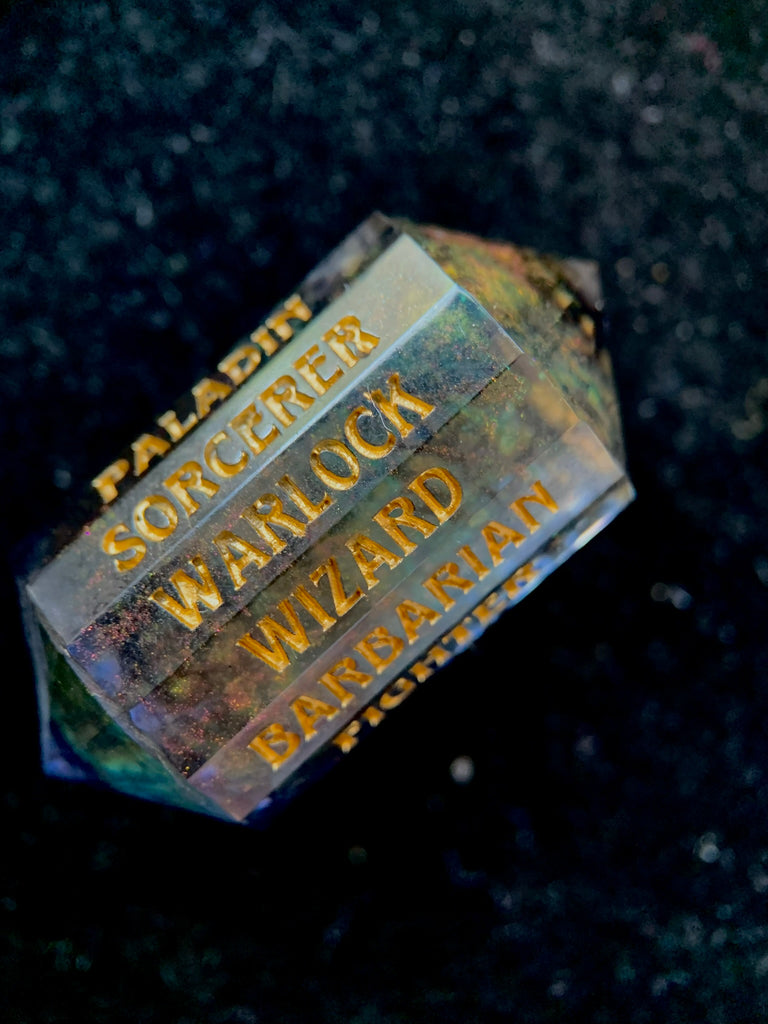 PALADIN
SORCERER
WARLOCK
WIZARD
BARBARIAN
FIGHTER